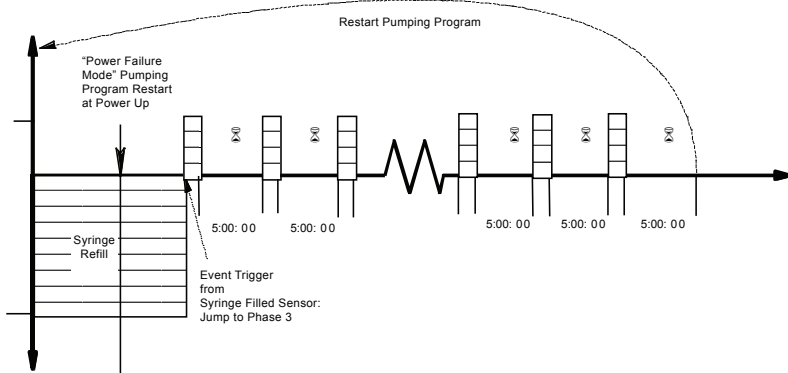 Restart Pumping Program
“Power Failure
Mode” Pumping
Program Restart
at Power Up
5:00: 00
5:00: 00
5:00: 00
5:00: 00
5:00: 00
Syringe
Refill
Event Trigger
from
Syringe Filled Sensor:
Jump to Phase 3